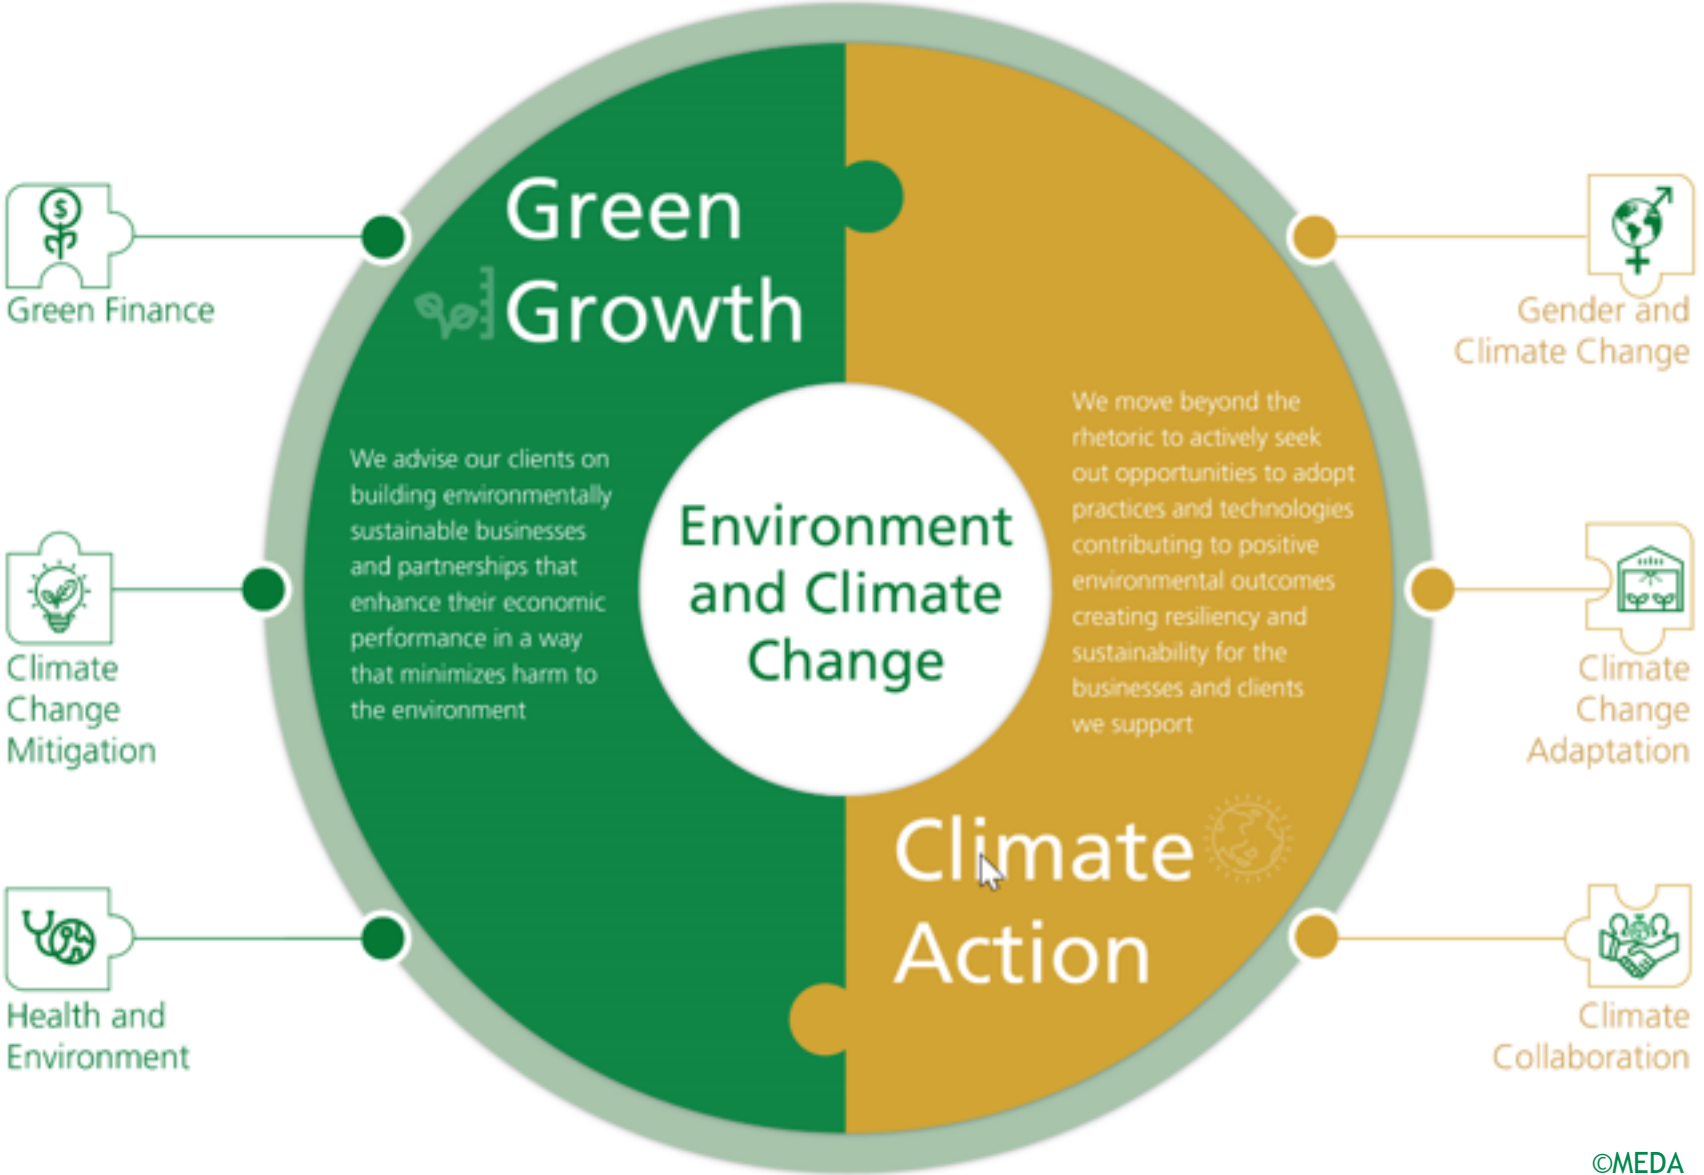 Green
Growth
We advise our clients on
building environmentally
sustainable businesses
and partnerships that
enhance their economic
performance in a way
that minimizes harm to
the environment
Environment
and Climate
Change
We move beyond the
rhetoric to actively seek
out opportunities to adopt
practices and technologies
contributing to positive
environmental outcomes
creating resiliency and
sustainability for the
businesses and clients
we support
Climate
Action
$
Green Finance
Climate
Change
Mitigation
Health and
Environment
Gender and
Climate Change
Climate
Change
Adaptation
Climate
Collaboration
©MEDA